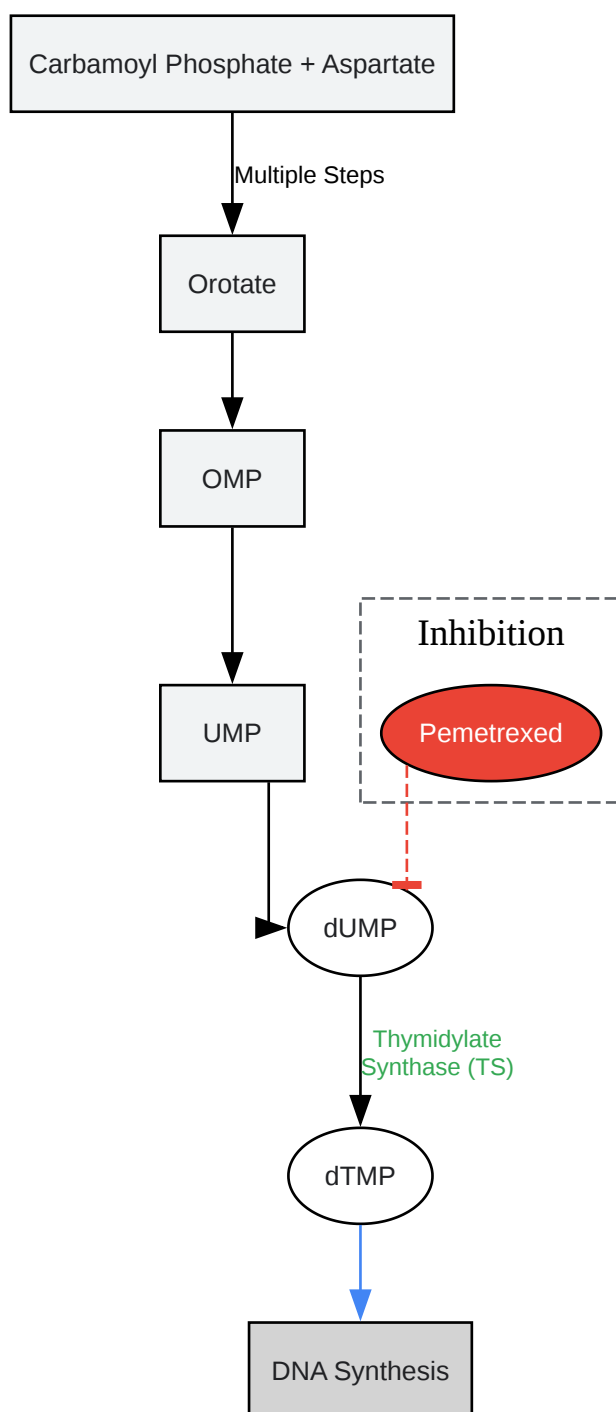 Carbamoyl Phosphate + Aspartate
Multiple Steps
Orotate
OMP
Inhibition
UMP
Pemetrexed
dUMP
Thymidylate
Synthase (TS)
dTMP
DNA Synthesis